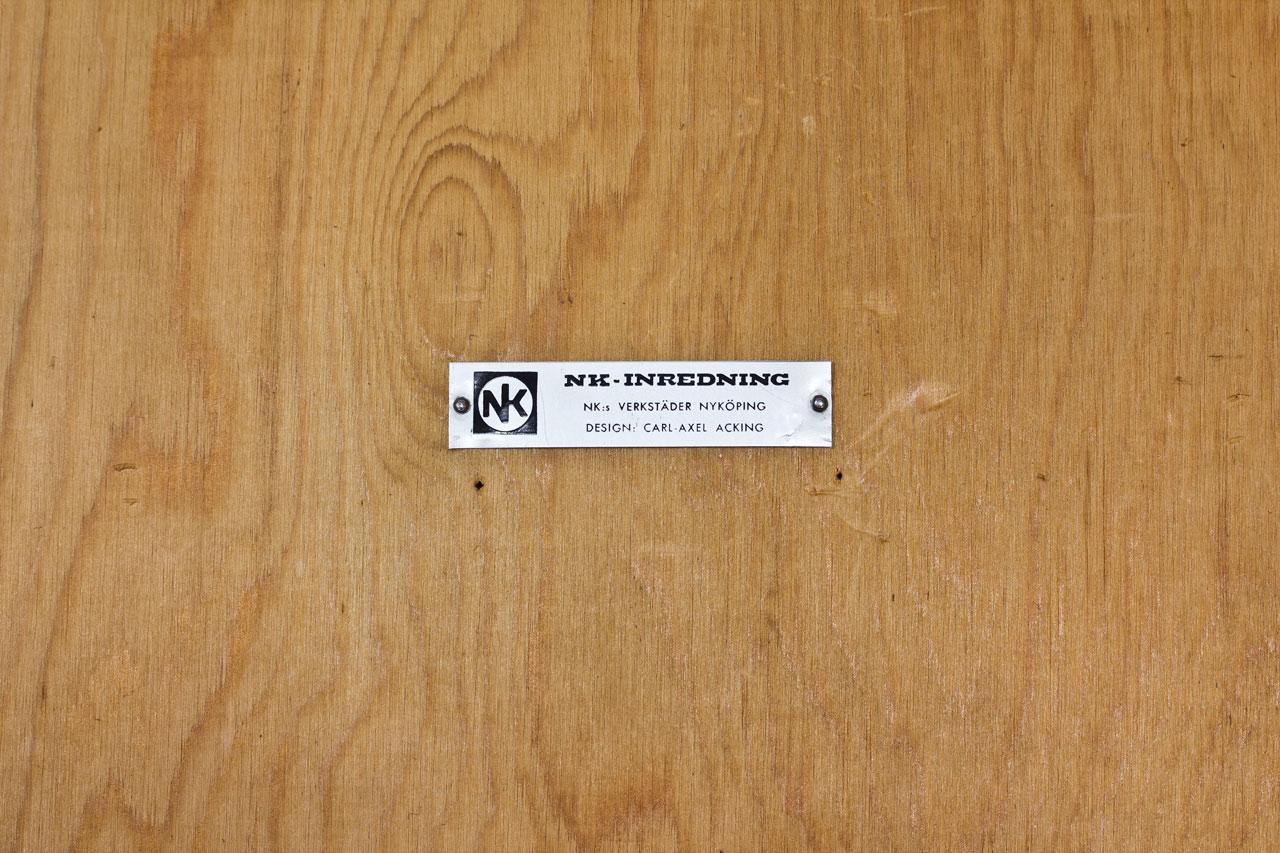 NK
NK-INREDNING
NK:s VERKSTÄDER NYKÖPING
DESIGN: CARL-AXEL ACKING